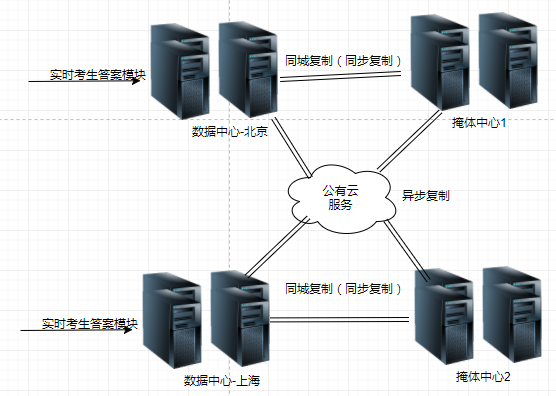 同城复制（同步复制）
实时考生答案模块
掩体中心1
数据中心-北京
公有云
服务
异步复制
同城复制（同步复制）
实时考生答案模块
数据中心-上海
掩体中心2